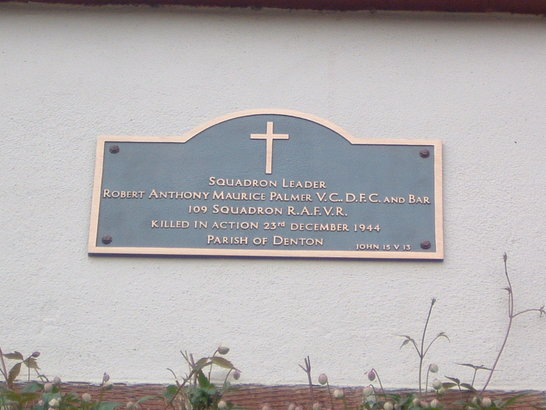 Squadron Leader
Robert Anthony Maurice Palmer V.C. D.F.C. and Bar
109 Squadron R.A.F.V.R.
killed in action 23rd december 1944
Parish of Denton
John 15 v 13